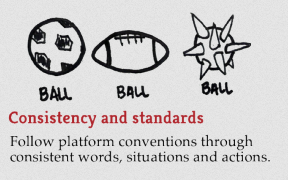 BALL BALL BALL
Consistency and standards
Follow platform conventions through
consistent words, situations and actions.